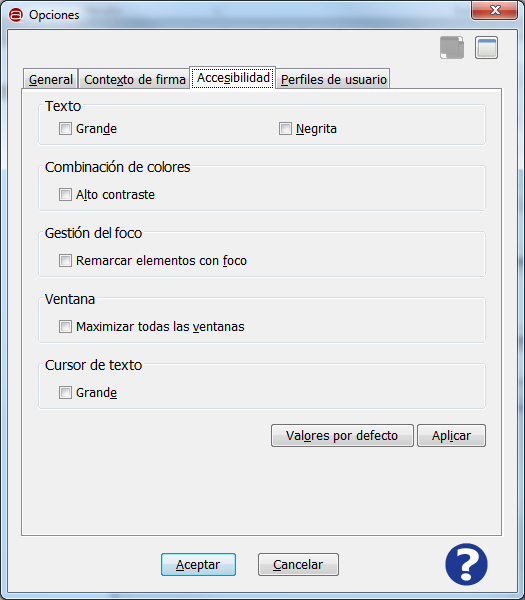 Opciones
General
Contexto de firma
Accesibilidad
Perfiles de usuario
Texto
Grande
Negrita
Combinación de colores
Alto contraste
Gestión del foco
Remarcar elementos con foco
Ventana
Maximizar todas las ventanas
Cursor de texto
Grande
Valores por defecto
Aplicar
Aceptar
Cancelar
?